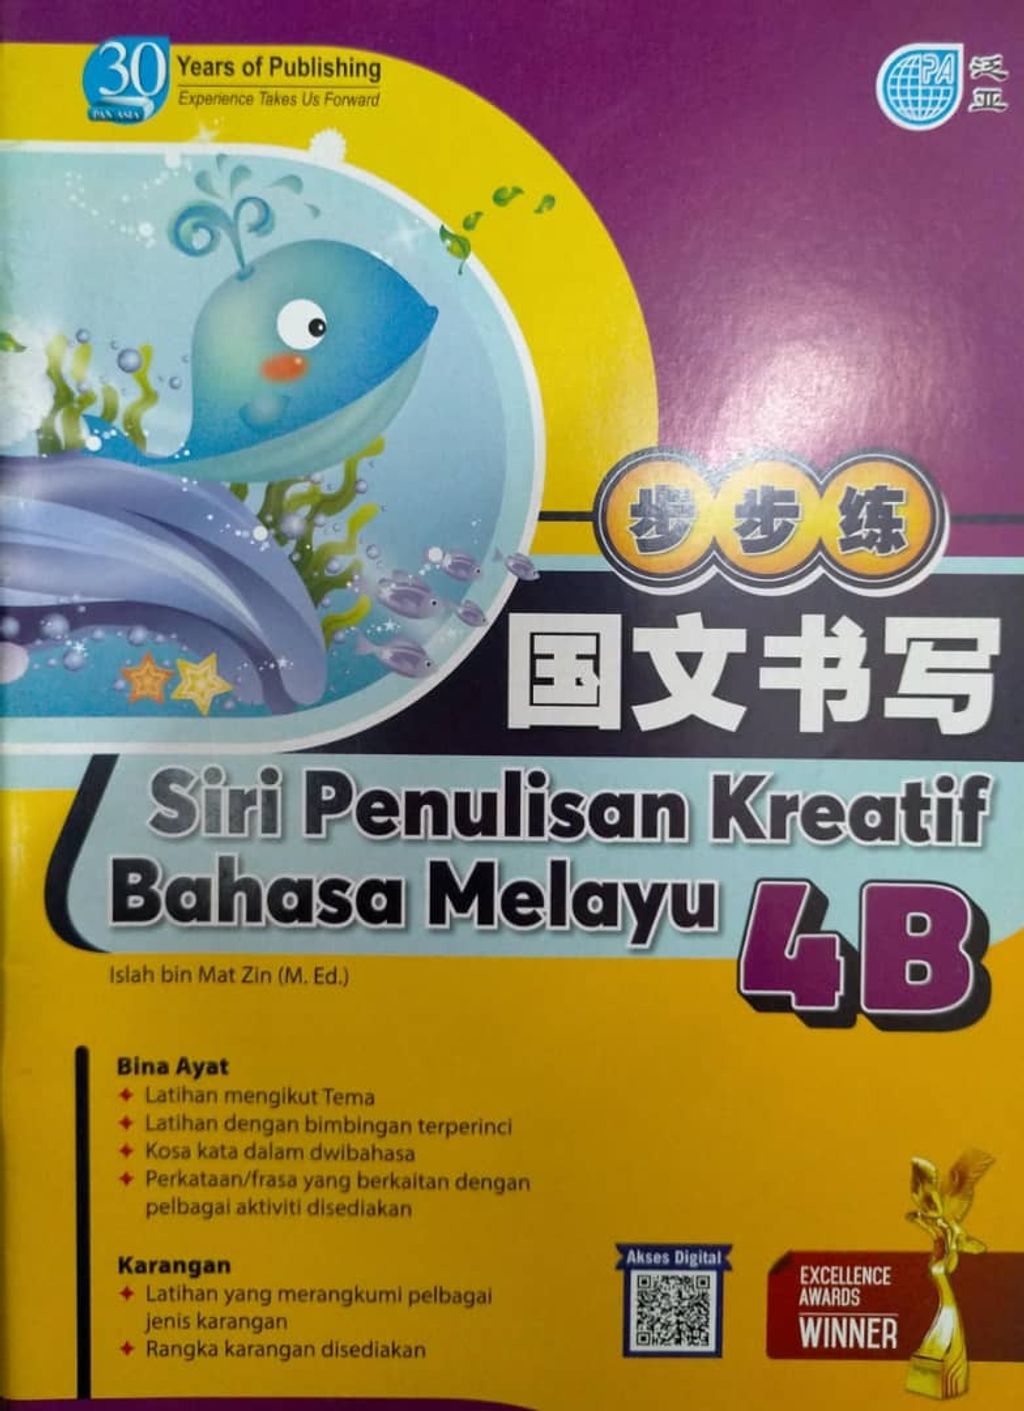 30 Years of Publishing
PAN ASIA Experience Takes Us Forward
PA 泛亚
步步练
国文书写
Siri Penulisan Kreatif
Bahasa Melayu 4B
Islah bin Mat Zin (M. Ed.)
Bina Ayat
Latihan mengikut Tema
Latihan dengan bimbingan terperinci
Kosa kata dalam dwibahasa
Perkataan/frasa yang berkaitan dengan
pelbagai aktiviti disediakan
Karangan
Latihan yang merangkumi pelbagai
jenis karangan
Rangka karangan disediakan
Akses Digital
EXCELLENCE
AWARDS
WINNER